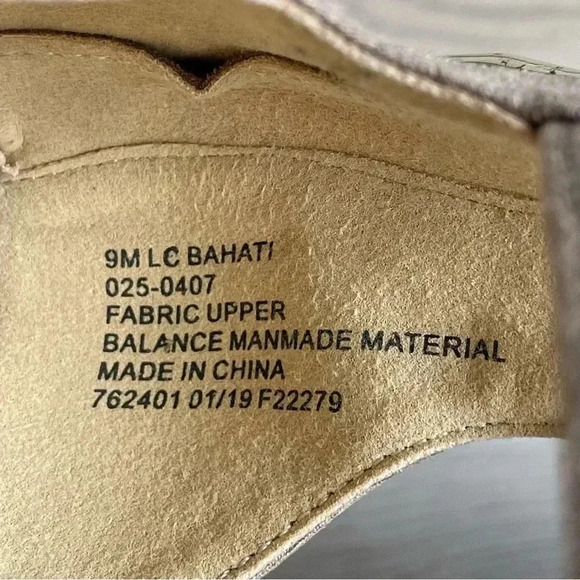 9M LC BAHATI
025-0407
FABRIC UPPER
BALANCE MANMADE MATERIAL
MADE IN CHINA
762401 01/19 F22279